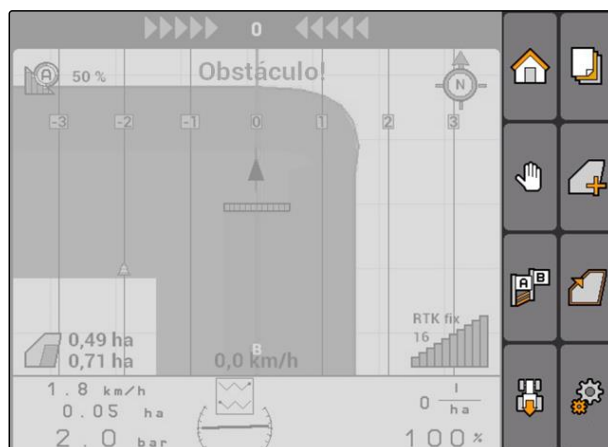 0
A
50 %
Obstáculo!
N
-3 -2 -1 0 1 2 3
A B
RTK fix
16
0,49 ha
0,71 ha
B
0,0 km/h
1.8 km/h
0.05 ha
2.0 bar
0 l/ha
100 %